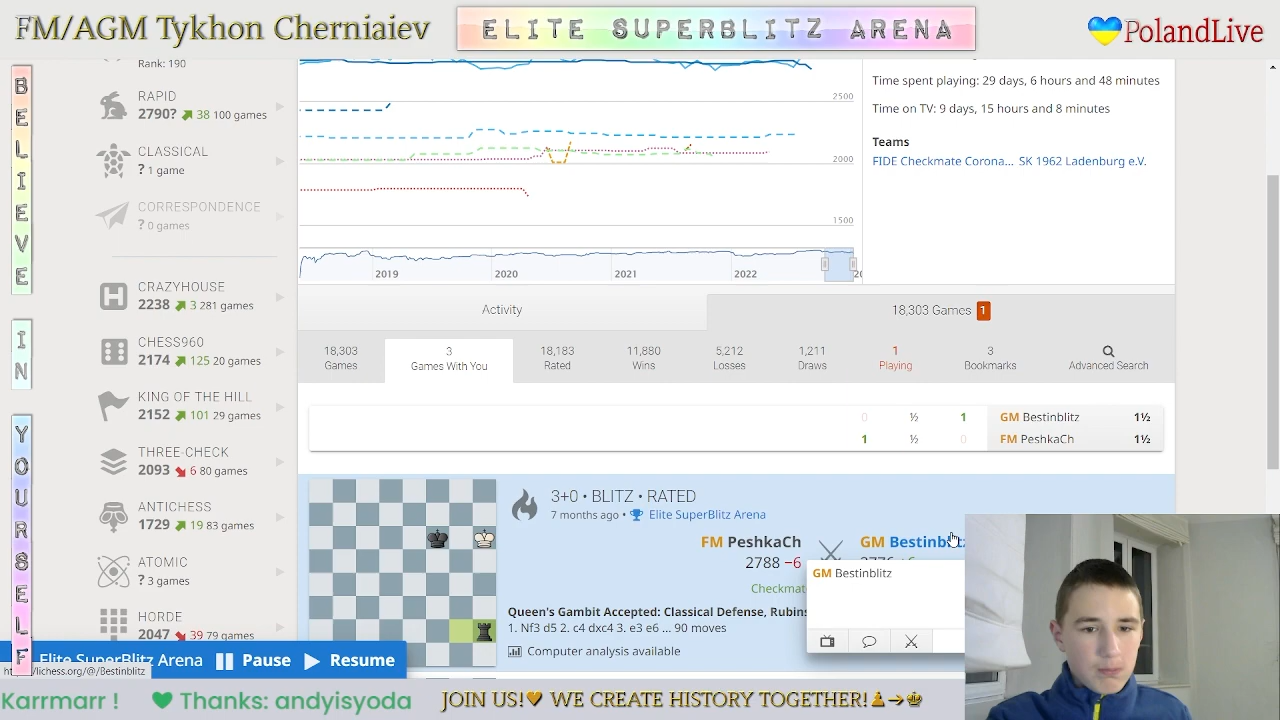 FM/AGM Tykhon Cherniaiev
ELITE SUPERBLITZ ARENA
PolandLive
BELIEVE
IN
YOURSELF
Rank: 190
RAPID
2790? 38 100 games
CLASSICAL
? 1 game
CORRESPONDENCE
? 0 games
CRAZYHOUSE
2238 3 281 games
CHESS960
2174 125 20 games
KING OF THE HILL
2152 101 29 games
THREE-CHECK
2093 6 80 games
ANTICHESS
1729 19 83 games
ATOMIC
? 3 games
HORDE
2047 39 79 games
2500
2000
1500
2019 2020 2021 2022 20
Time spent playing: 29 days, 6 hours and 48 minutes
Time on TV: 9 days, 15 hours and 8 minutes
Teams
FIDE Checkmate Corona... SK 1962 Ladenburg e.V.
Activity
18,303 Games 1
18,303 Games
3 Games With You
18,183 Rated
11,880 Wins
5,212 Losses
1,211 Draws
1 Playing
3 Bookmarks
Advanced Search
0 ½ 1 GM Bestinblitz 1½
1 ½ 0 FM PeshkaCh 1½
3+0 • BLITZ • RATED
7 months ago • Elite SuperBlitz Arena
FM PeshkaCh
GM Bestinblitz
2788 −6
Checkmat
GM Bestinblitz
Queen's Gambit Accepted: Classical Defense, Rubins
1. Nf3 d5 2. c4 dxc4 3. e3 e6 ... 90 moves
Computer analysis available
Elite SuperBlitz Arena Pause Resume
lichess.org/@/Bestinblitz
Karrmarr !
Thanks: andyisyoda
JOIN US! WE CREATE HISTORY TOGETHER!